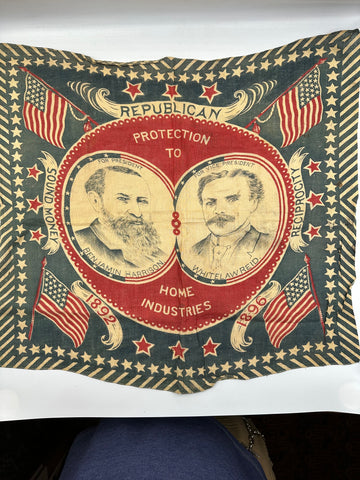 REPUBLICAN
PROTECTION
TO
FOR PRESIDENT
FOR VICE PRESIDENT
SOUND MONEY
RECIPROCITY
BENJAMIN HARRISON
WHITELAW REID
HOME
INDUSTRIES
1892
1896